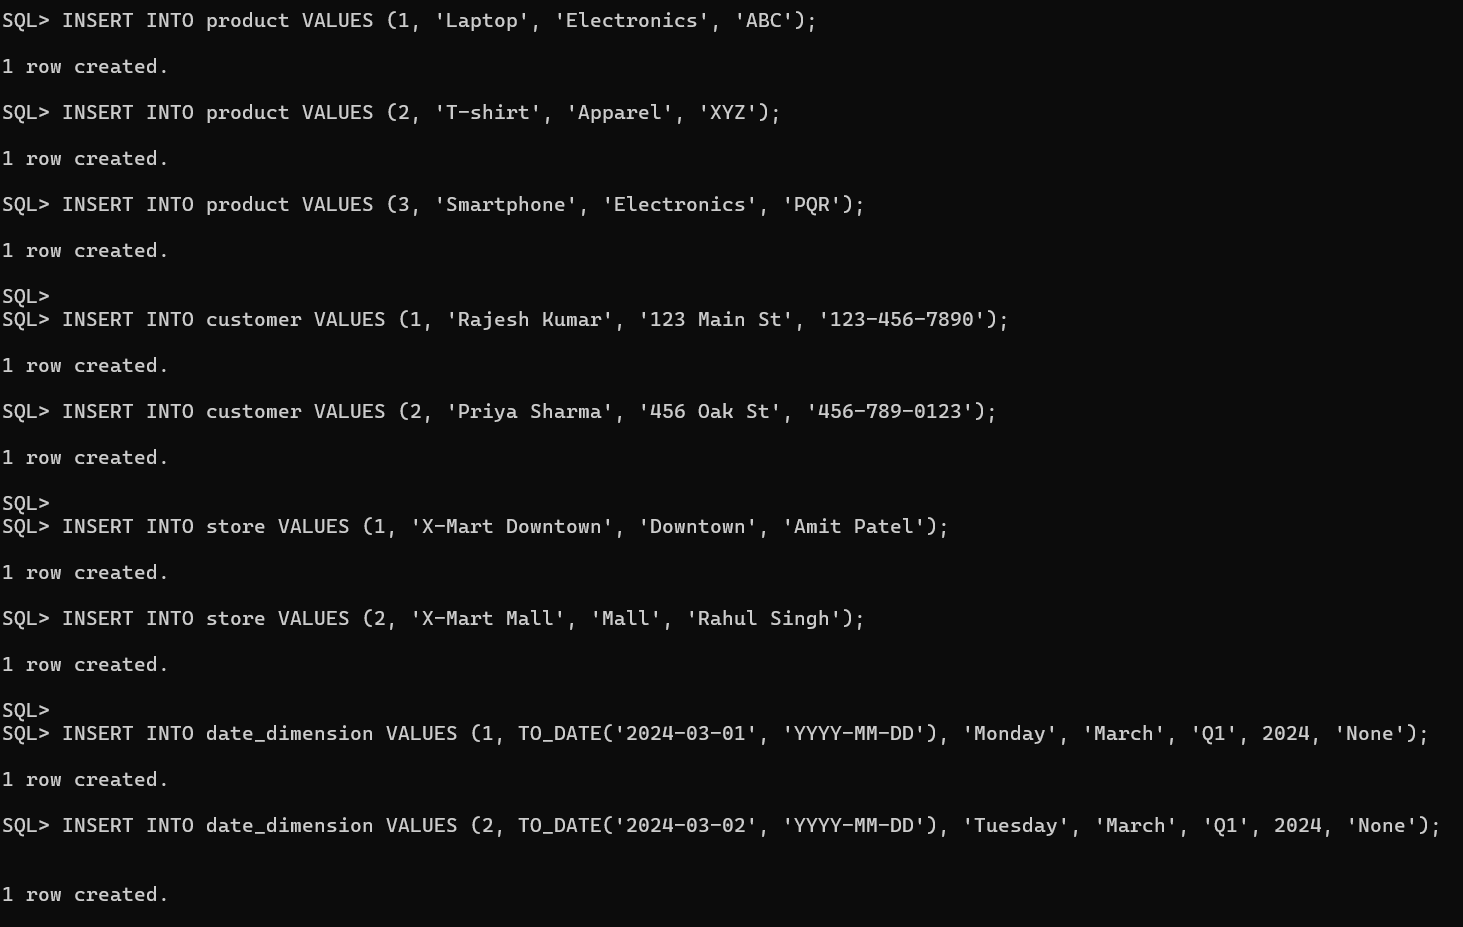 SQL> INSERT INTO product VALUES (1, 'Laptop', 'Electronics', 'ABC');
1 row created.
SQL> INSERT INTO product VALUES (2, 'T-shirt', 'Apparel', 'XYZ');
1 row created.
SQL> INSERT INTO product VALUES (3, 'Smartphone', 'Electronics', 'PQR');
1 row created.
SQL>
SQL> INSERT INTO customer VALUES (1, 'Rajesh Kumar', '123 Main St', '123-456-7890');
1 row created.
SQL> INSERT INTO customer VALUES (2, 'Priya Sharma', '456 Oak St', '456-789-0123');
1 row created.
SQL>
SQL> INSERT INTO store VALUES (1, 'X-Mart Downtown', 'Downtown', 'Amit Patel');
1 row created.
SQL> INSERT INTO store VALUES (2, 'X-Mart Mall', 'Mall', 'Rahul Singh');
1 row created.
SQL>
SQL> INSERT INTO date_dimension VALUES (1, TO_DATE('2024-03-01', 'YYYY-MM-DD'), 'Monday', 'March', 'Q1', 2024, 'None');
1 row created.
SQL> INSERT INTO date_dimension VALUES (2, TO_DATE('2024-03-02', 'YYYY-MM-DD'), 'Tuesday', 'March', 'Q1', 2024, 'None');
1 row created.